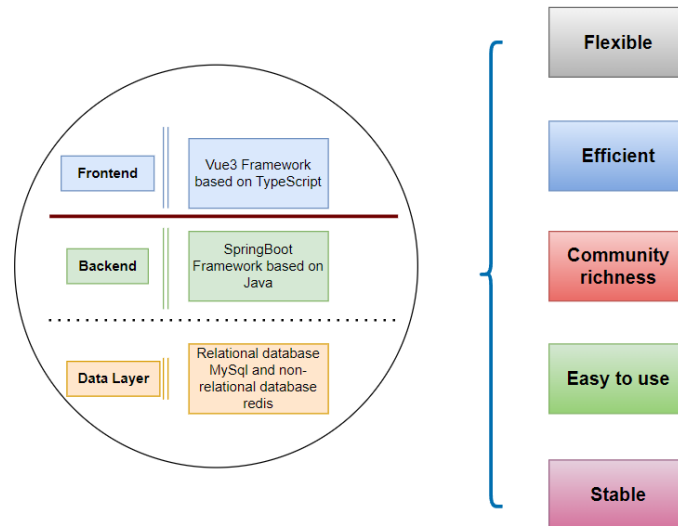 Frontend
Vue3 Framework
based on TypeScript
Backend
SpringBoot
Framework based on
Java
Data Layer
Relational database
MySql and non-
relational database
redis
Flexible
Efficient
Community
richness
Easy to use
Stable